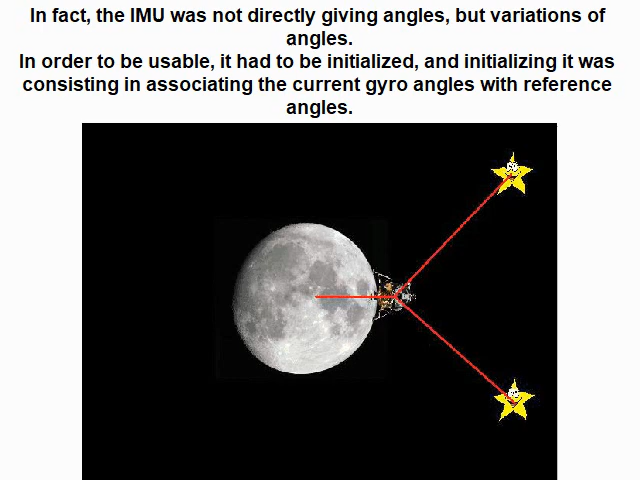 In fact, the IMU was not directly giving angles, but variations of
angles.
In order to be usable, it had to be initialized, and initializing it was
consisting in associating the current gyro angles with reference
angles.